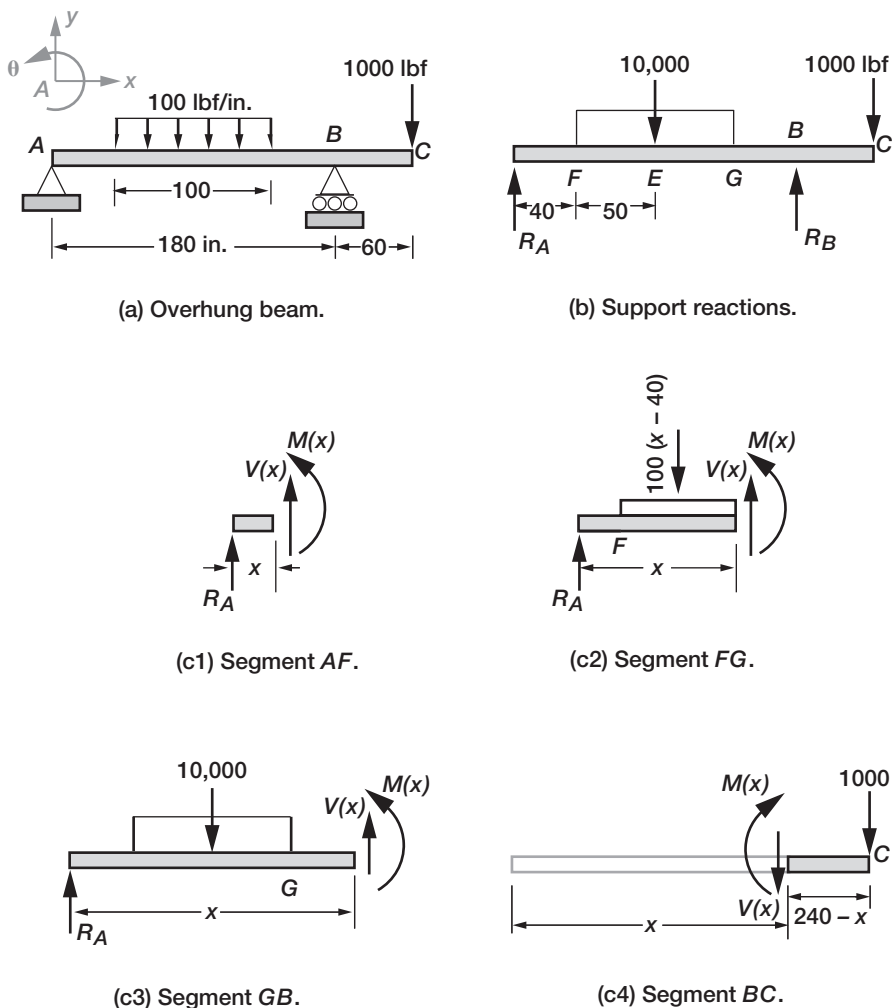 y
θ
A
x
1000 lbf
100 lbf/in.
A
B
C
100
180 in.
60
(a) Overhung beam.
10,000
1000 lbf
B
C
F
E
G
40
50
R_A
R_B
(b) Support reactions.
M(x)
V(x)
x
R_A
(c1) Segment AF.
100 (x – 40)
M(x)
V(x)
F
x
R_A
(c2) Segment FG.
10,000
M(x)
V(x)
G
x
R_A
(c3) Segment GB.
M(x)
1000
C
V(x)
240 – x
x
(c4) Segment BC.